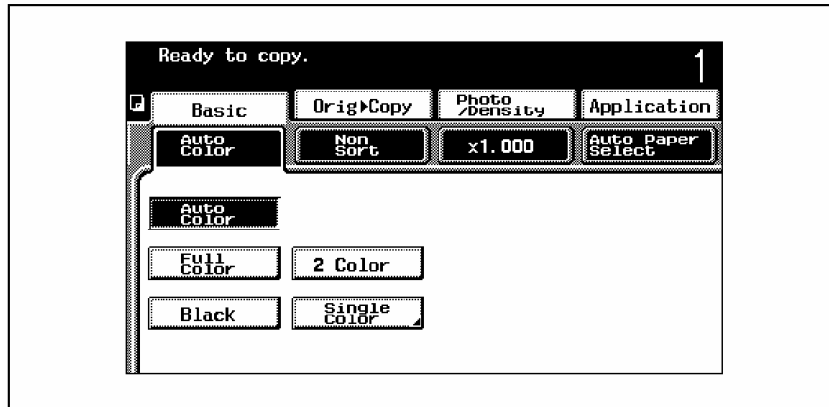 Ready to copy.
1
Basic
Orig▸Copy
Photo
/Density
Application
Auto
Color
Non
Sort
x1.000
Auto Paper
Select
Auto
Color
Full
Color
2 Color
Black
Single
Color